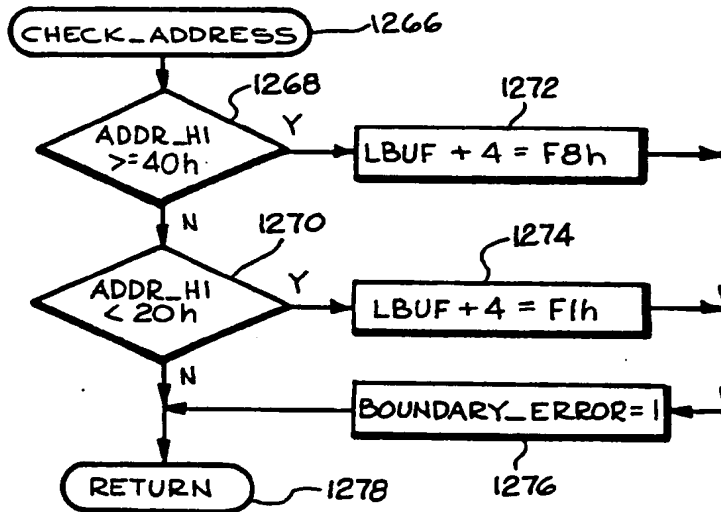 CHECK_ADDRESS
1266
1268
ADDR_HI
>=40h
Y
1272
LBUF + 4 = F8h
N
1270
ADDR_HI
< 20h
Y
1274
LBUF + 4 = F1h
N
BOUNDARY_ERROR = 1
1276
RETURN
1278